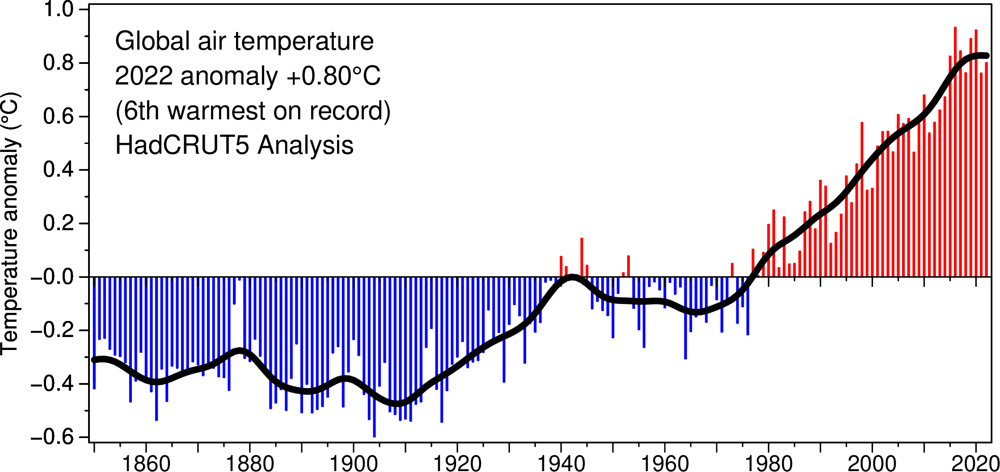 1.0
0.8
0.6
0.4
0.2
−0.0
−0.2
−0.4
−0.6
Temperature anomaly (°C)
Global air temperature
2022 anomaly +0.80°C
(6th warmest on record)
HadCRUT5 Analysis
1860 1880 1900 1920 1940 1960 1980 2000 2020